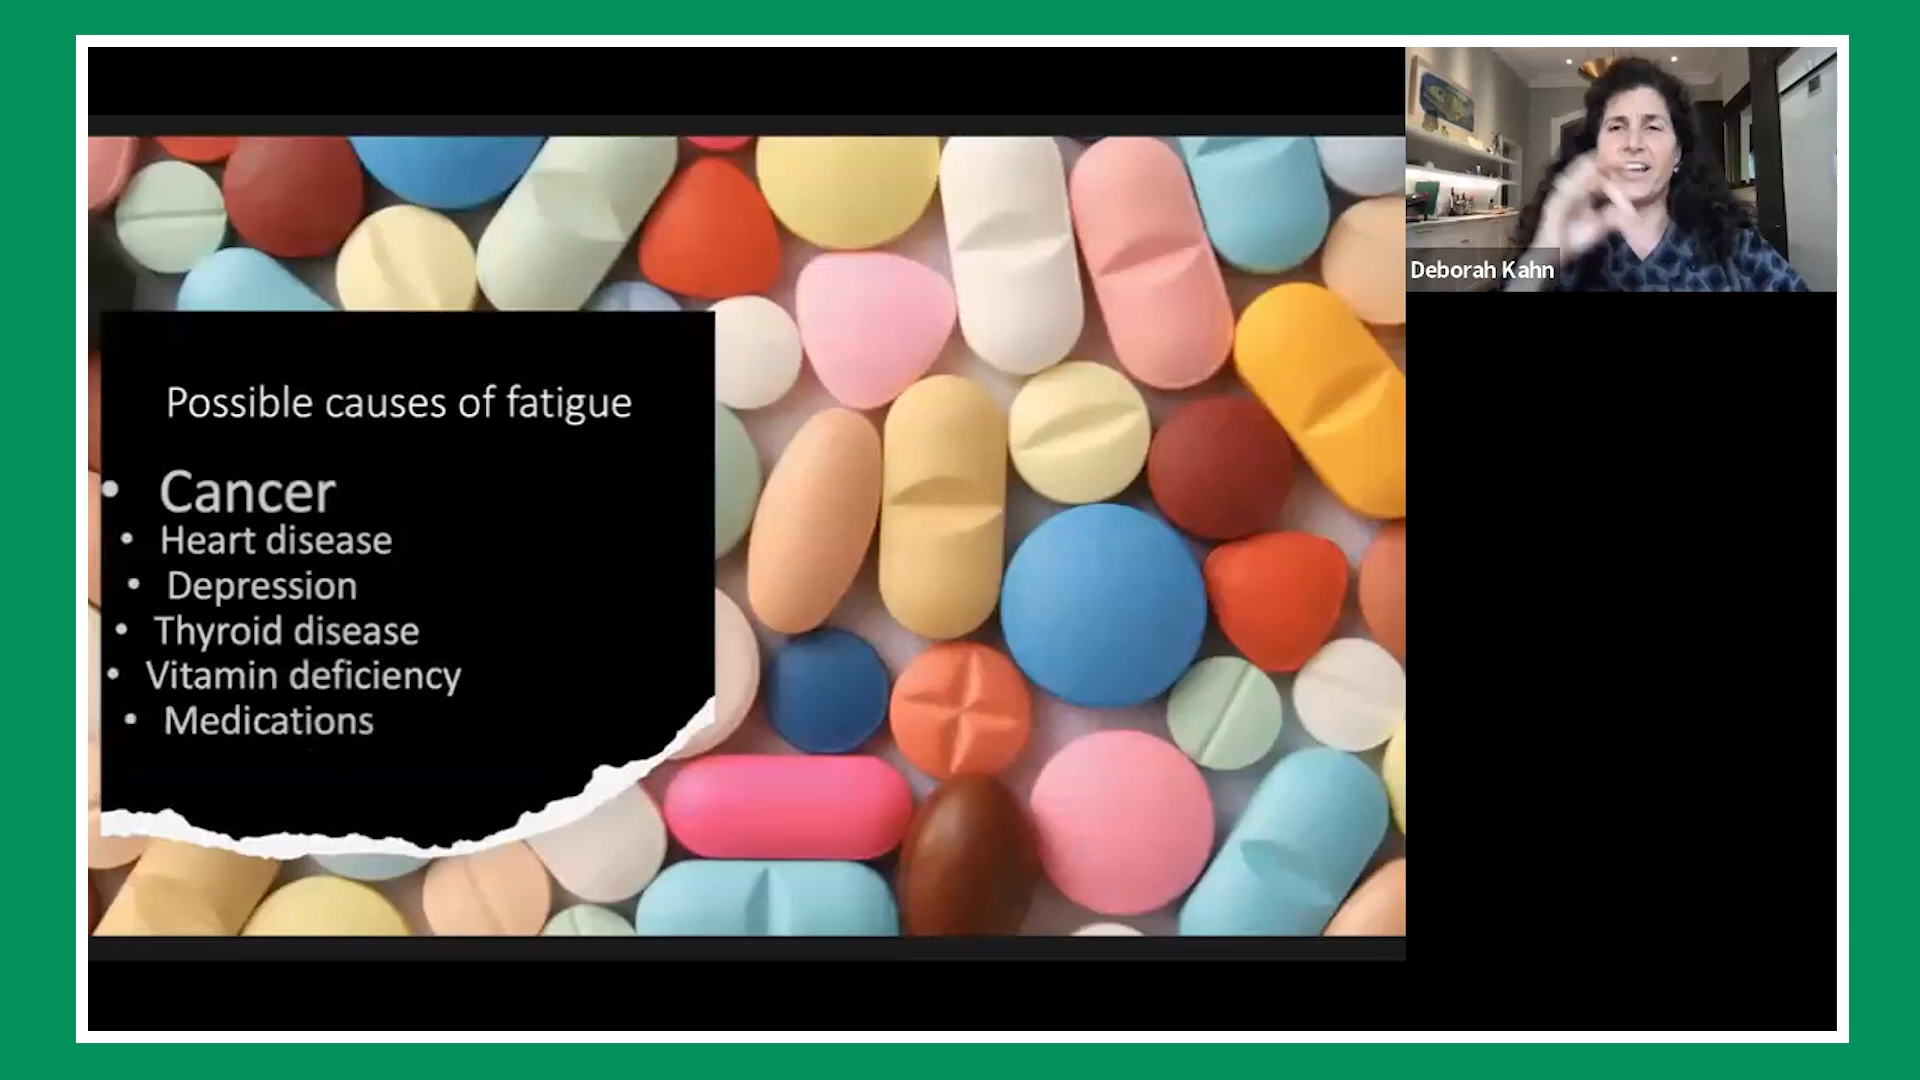 Possible causes of fatigue
• Cancer
• Heart disease
• Depression
• Thyroid disease
• Vitamin deficiency
• Medications
Deborah Kahn